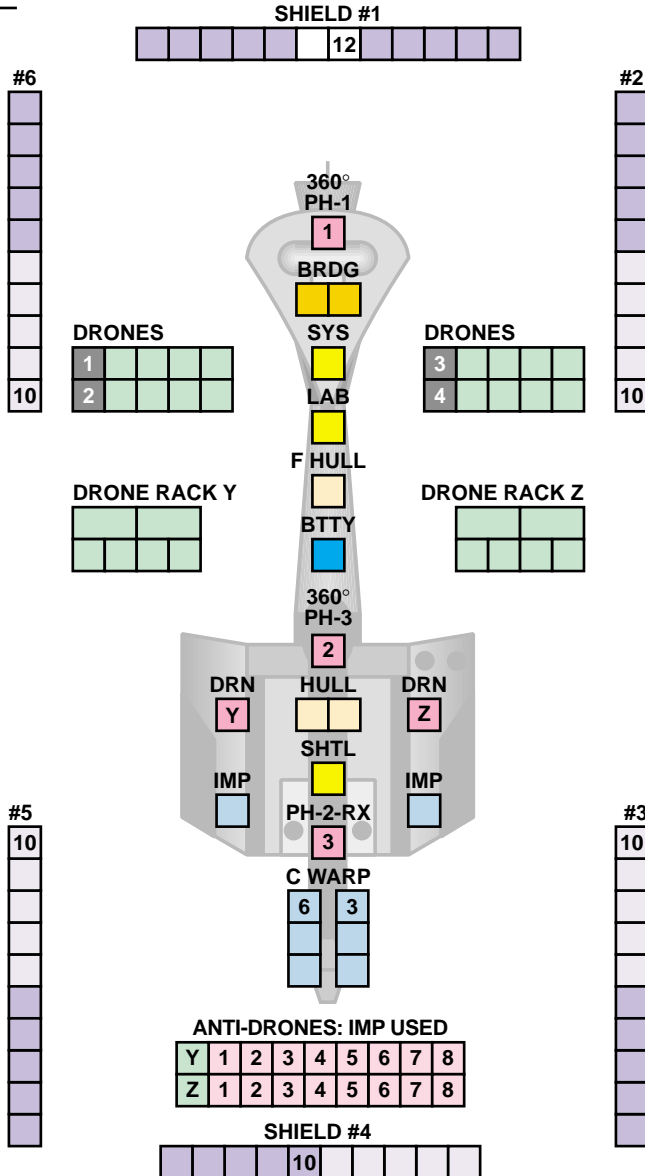 SHIELD #1
12
#6
#2
360°
PH-1
1
BRDG
DRONES
SYS
DRONES
1
3
2
4
10
LAB
10
F HULL
DRONE RACK Y
DRONE RACK Z
BTTY
360°
PH-3
2
DRN
HULL
DRN
Y
Z
SHTL
IMP
IMP
#5
PH-2-RX
#3
10
3
10
C WARP
6 3
ANTI-DRONES: IMP USED
Y 1 2 3 4 5 6 7 8
Z 1 2 3 4 5 6 7 8
SHIELD #4
10